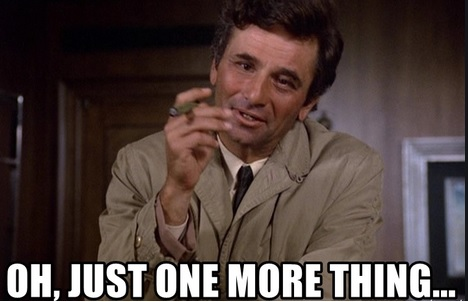 OH, JUST ONE MORE THING...